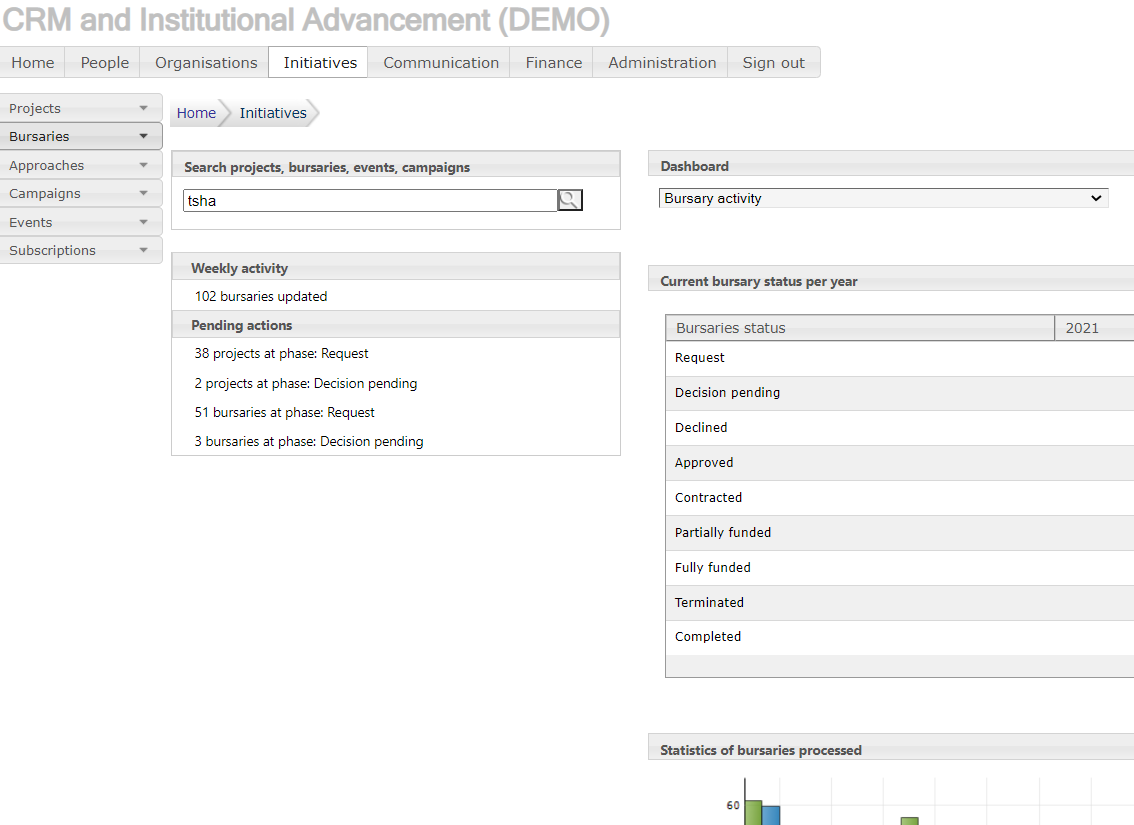 CRM and Institutional Advancement (DEMO)
Home People Organisations Initiatives Communication Finance Administration Sign out
Projects
Bursaries
Approaches
Campaigns
Events
Subscriptions
Home Initiatives
Search projects, bursaries, events, campaigns
tsha
Weekly activity
102 bursaries updated
Pending actions
38 projects at phase: Request
2 projects at phase: Decision pending
51 bursaries at phase: Request
3 bursaries at phase: Decision pending
Dashboard
Bursary activity
Current bursary status per year
Bursaries status 2021
Request
Decision pending
Declined
Approved
Contracted
Partially funded
Fully funded
Terminated
Completed
Statistics of bursaries processed
60